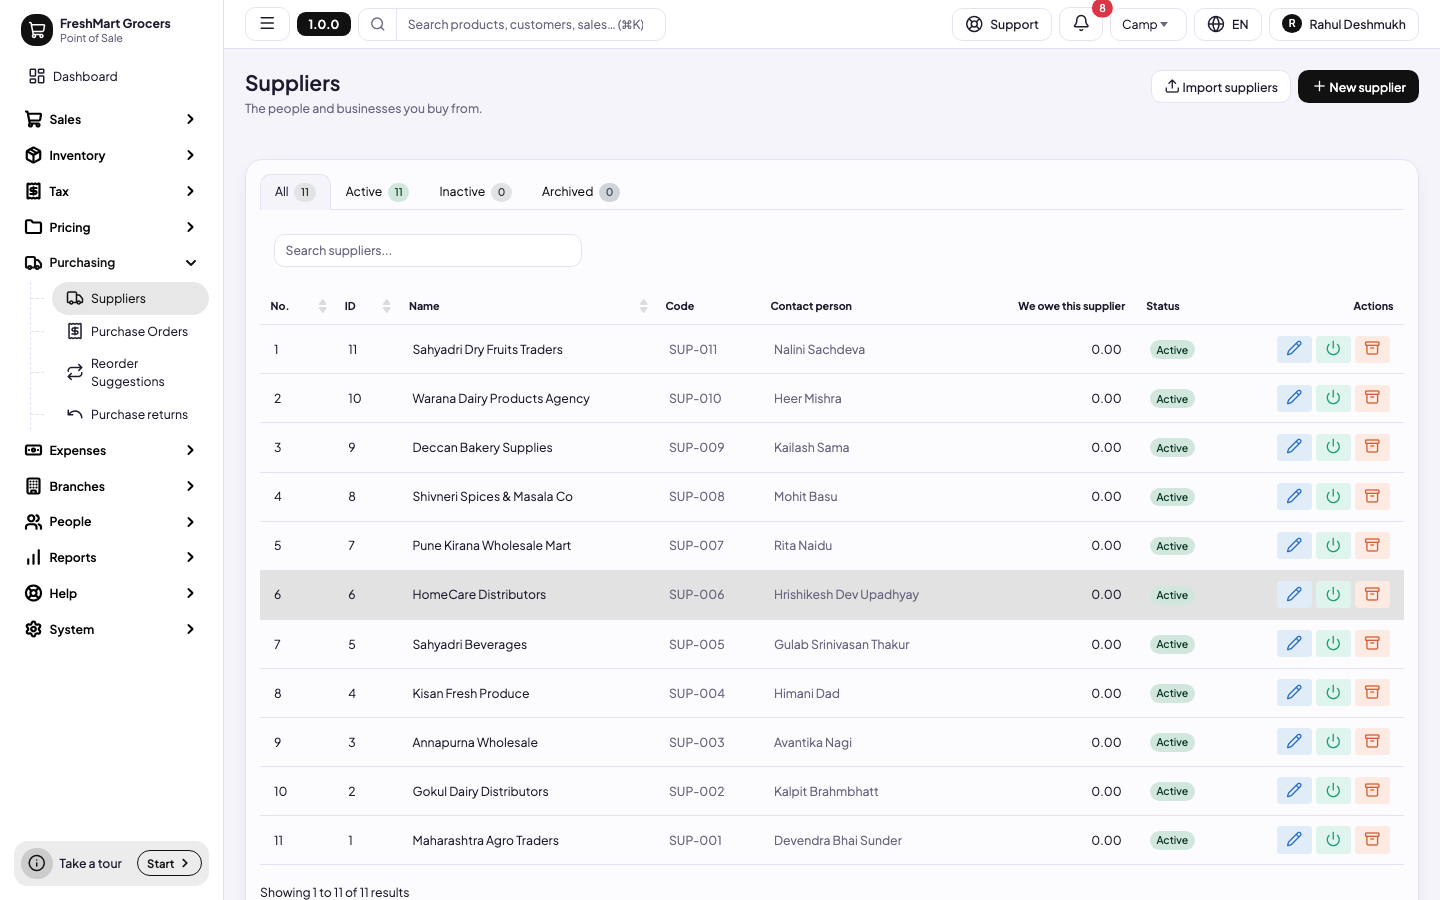 FreshMart Grocers
Point of Sale
1.0.0
Search products, customers, sales... (⌘K)
Support
8
Camp
EN
R
Rahul Deshmukh
Dashboard
Sales
Inventory
Tax
Pricing
Purchasing
Suppliers
Purchase Orders
Reorder
Suggestions
Purchase returns
Expenses
Branches
People
Reports
Help
System
Take a tour
Start
Suppliers
The people and businesses you buy from.
Import suppliers
New supplier
All 11
Active 11
Inactive 0
Archived 0
Search suppliers...
No. ID Name Code Contact person We owe this supplier Status Actions
1 11 Sahyadri Dry Fruits Traders SUP-011 Nalini Sachdeva 0.00 Active
2 10 Warana Dairy Products Agency SUP-010 Heer Mishra 0.00 Active
3 9 Deccan Bakery Supplies SUP-009 Kailash Sama 0.00 Active
4 8 Shivneri Spices & Masala Co SUP-008 Mohit Basu 0.00 Active
5 7 Pune Kirana Wholesale Mart SUP-007 Rita Naidu 0.00 Active
6 6 HomeCare Distributors SUP-006 Hrishikesh Dev Upadhyay 0.00 Active
7 5 Sahyadri Beverages SUP-005 Gulab Srinivasan Thakur 0.00 Active
8 4 Kisan Fresh Produce SUP-004 Himani Dad 0.00 Active
9 3 Annapurna Wholesale SUP-003 Avantika Nagi 0.00 Active
10 2 Gokul Dairy Distributors SUP-002 Kalpit Brahmbhatt 0.00 Active
11 1 Maharashtra Agro Traders SUP-001 Devendra Bhai Sunder 0.00 Active
Showing 1 to 11 of 11 results